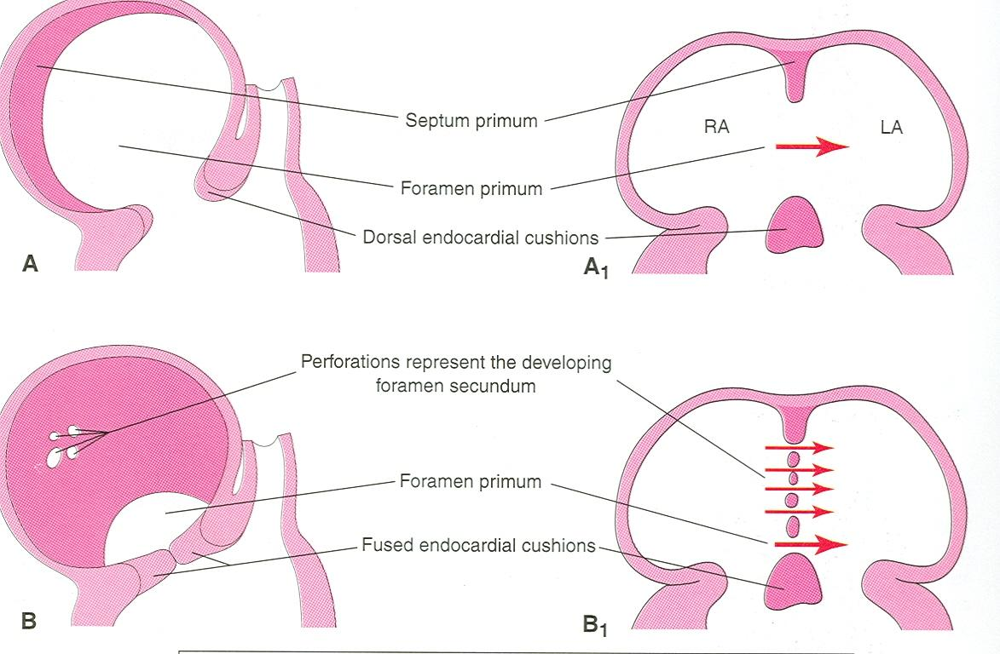 Septum primum
RA
LA
Foramen primum
Dorsal endocardial cushions
A
A1
Perforations represent the developing
foramen secundum
Foramen primum
Fused endocardial cushions
B
B1